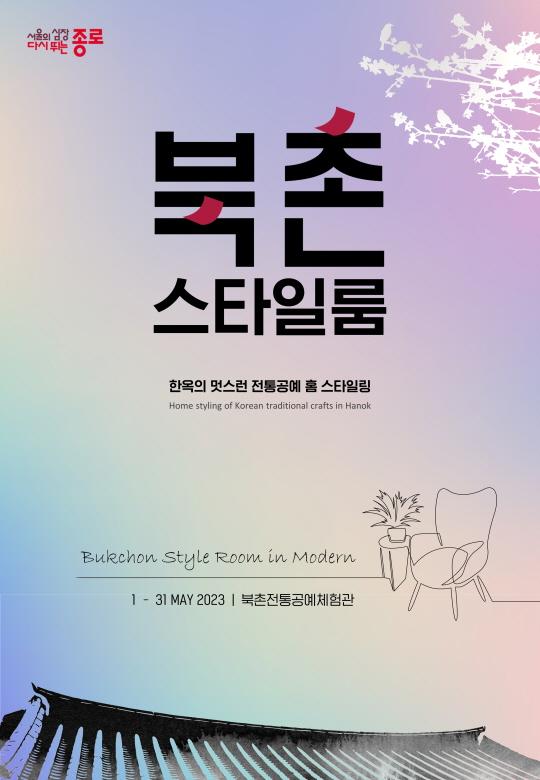 서울의 심장
다시 뛰는 종로
북촌
스타일룸
한옥의 멋스런 전통공예 홈 스타일링
Home styling of Korean traditional crafts in Hanok
Bukchon Style Room in Modern
1 - 31 MAY 2023 | 북촌전통공예체험관